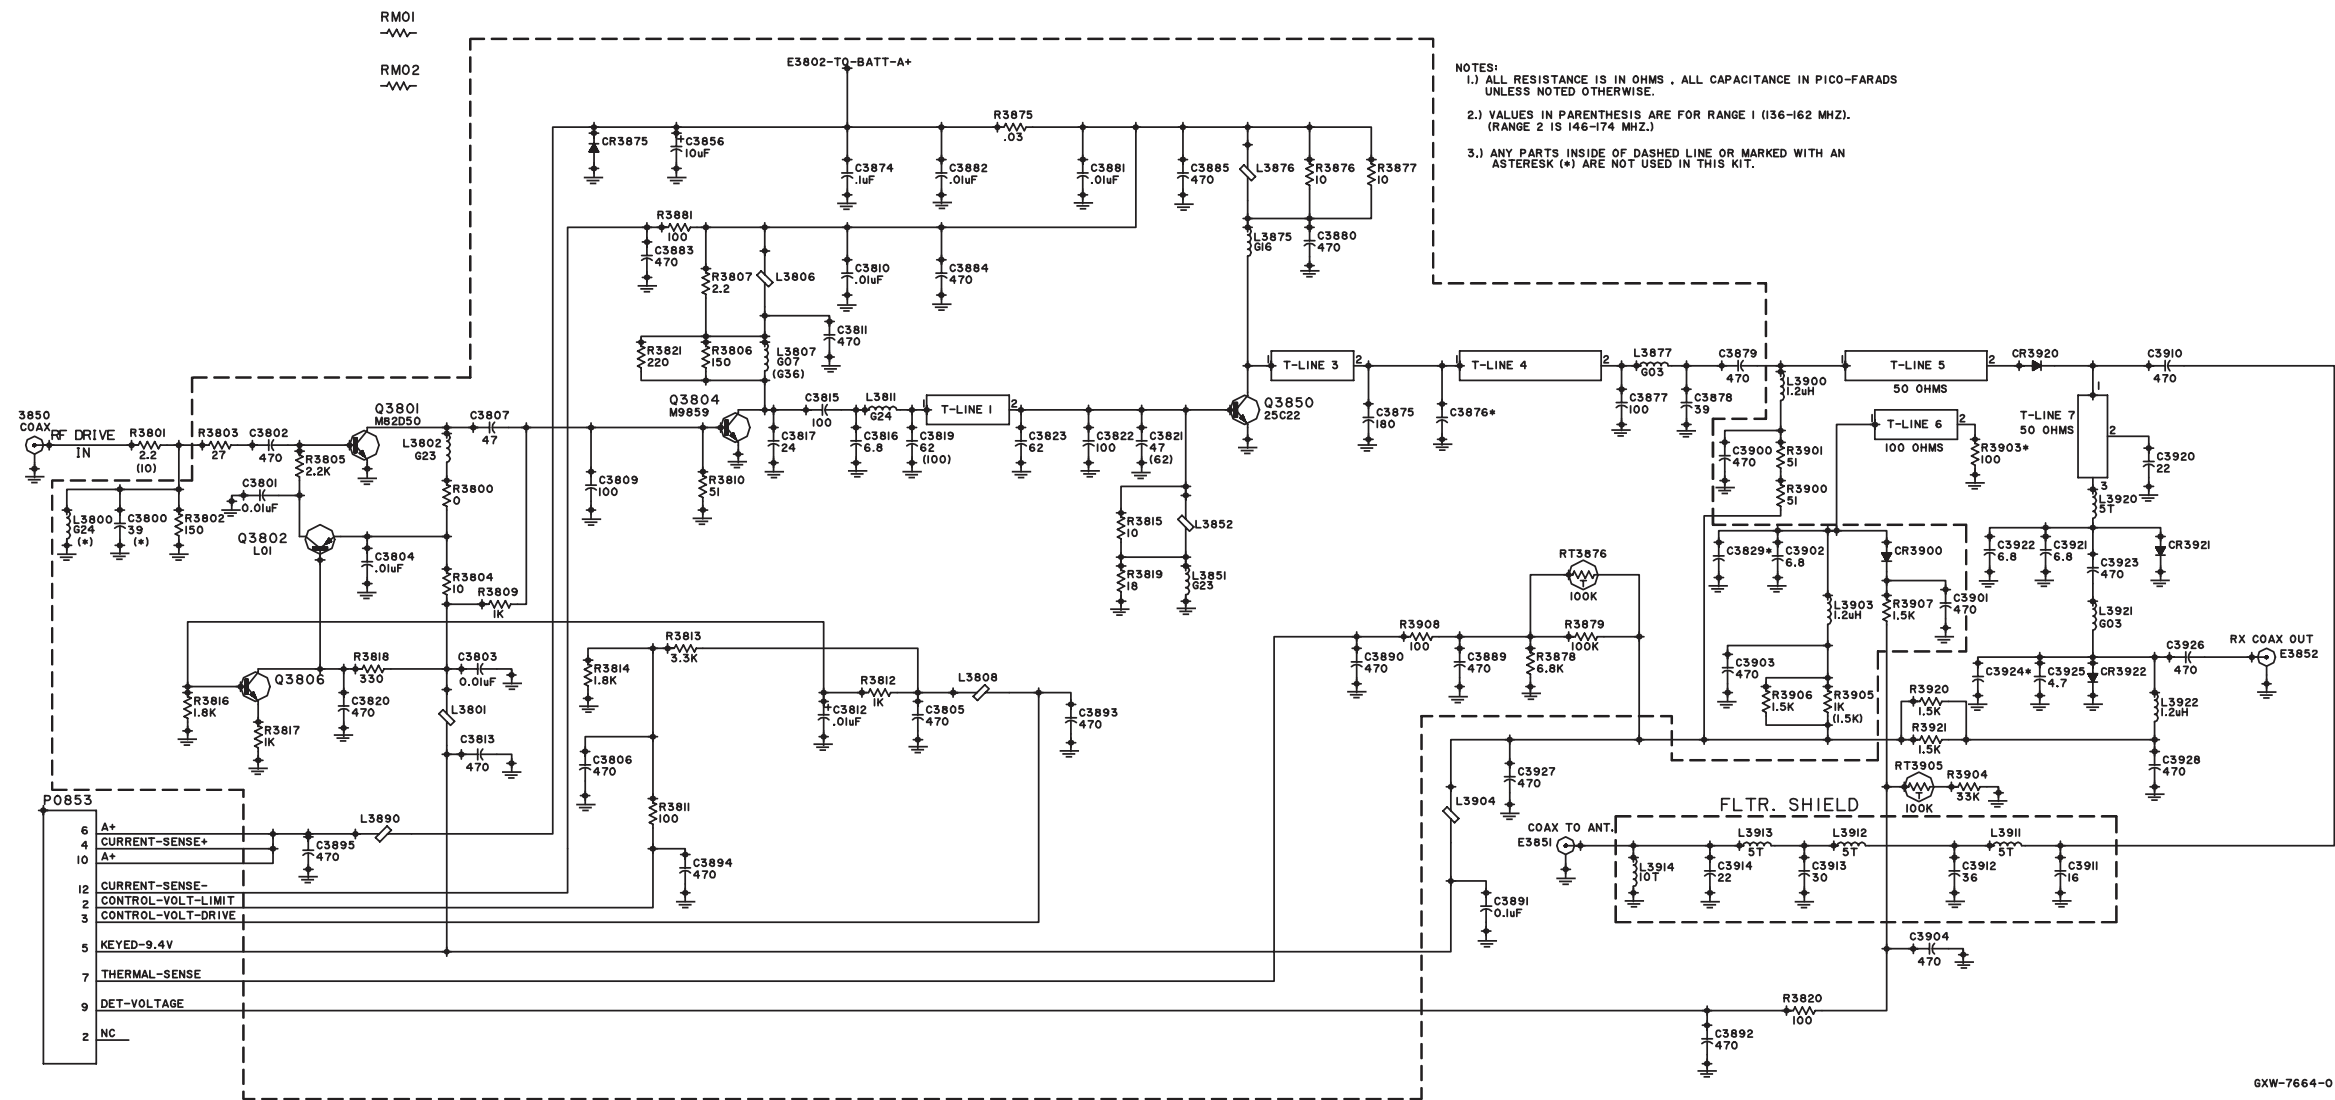 RM01
RM02
E3802-TO-BATT-A+
NOTES:
1.) ALL RESISTANCE IS IN OHMS , ALL CAPACITANCE IN PICO-FARADS
UNLESS NOTED OTHERWISE.
2.) VALUES IN PARENTHESIS ARE FOR RANGE 1 (136-162 MHZ).
(RANGE 2 IS 146-174 MHZ.)
3.) ANY PARTS INSIDE OF DASHED LINE OR MARKED WITH AN
ASTERESK (*) ARE NOT USED IN THIS KIT.
R3875
.03
CR3875
C3856
10uF
+
C3874
.1uF
C3882
.01uF
C3881
.01uF
C3885
470
L3876
R3876
10
R3877
10
R3881
100
C3883
470
R3807
2.2
L3806
C3810
.01uF
C3884
470
L3875
G16
C3880
470
C3811
470
R3821
220
R3806
150
L3807
G07
(G36)
1
T-LINE 3
2
1
T-LINE 4
2
L3877
G03
C3879
470
L3900
1.2uH
1
T-LINE 5
2
50 OHMS
CR3920
C3910
470
3850
COAX
RF DRIVE
IN
R3801
2.2
(10)
R3803
27
C3802
470
R3805
2.2K
Q3801
M82D50
L3802
G23
C3807
47
Q3804
M9859
C3815
100
L3811
G24
1
T-LINE 1
2
Q3850
25C22
C3875
180
C3876*
C3877
100
C3878
39
1
T-LINE 6
2
100 OHMS
T-LINE 7
50 OHMS
1
2
3
C3817
24
C3816
6.8
C3819
62
(100)
C3823
62
C3822
100
C3821
47
(62)
C3900
470
R3901
51
R3900
51
R3903*
100
C3920
22
L3920
5T
C3801
0.01uF
R3800
0
C3809
100
R3810
51
L3800
G24
(*)
C3800
39
(*)
R3802
150
Q3802
L01
C3804
.01uF
R3804
10
R3809
1K
R3815
10
L3852
R3819
18
L3851
G23
RT3876
T
100K
C3829*
C3902
6.8
CR3900
C3922
6.8
C3921
6.8
C3923
470
CR3921
L3903
1.2uH
R3907
1.5K
C3901
470
L3921
G03
R3813
3.3K
R3814
1.8K
R3908
100
R3879
100K
C3890
470
C3889
470
R3878
6.8K
C3926
470
RX COAX OUT
E3852
R3818
330
C3803
0.01uF
Q3806
R3816
1.8K
R3817
1K
C3820
470
L3801
C3813
470
R3812
1K
L3808
+
C3812
.01uF
C3805
470
C3893
470
C3903
470
R3906
1.5K
R3905
1K
(1.5K)
C3924*
C3925
4.7
CR3922
L3922
1.2uH
R3920
1.5K
R3921
1.5K
C3806
470
C3927
470
RT3905
T
100K
R3904
33K
C3928
470
R3811
100
L3904
P0853
6 A+
4 CURRENT-SENSE+
10 A+
12 CURRENT-SENSE-
2 CONTROL-VOLT-LIMIT
3 CONTROL-VOLT-DRIVE
5 KEYED-9.4V
7 THERMAL-SENSE
9 DET-VOLTAGE
2 NC
L3890
C3895
470
C3894
470
FLTR. SHIELD
COAX TO ANT.
E3851
L3913
5T
L3912
5T
L3911
5T
L3914
10T
C3914
22
C3913
30
C3912
36
C3911
16
C3891
0.1uF
C3904
470
R3820
100
C3892
470
GXW-7664-0